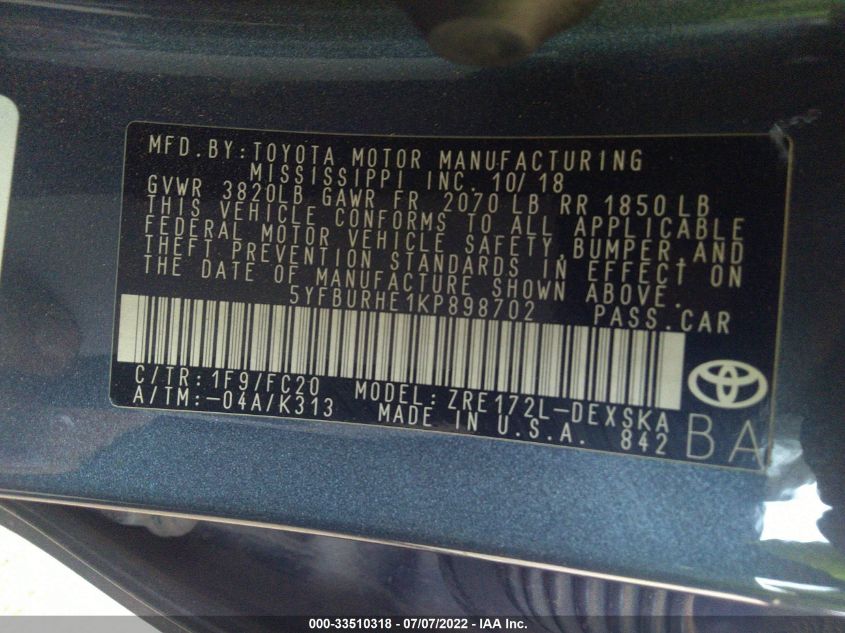 MFD.BY:TOYOTA MOTOR MANUFACTURING
MISSISSIPPI INC. 10/18
GVWR 3820LB GAWR FR 2070 LB RR 1850 LB
THIS VEHICLE CONFORMS TO ALL APPLICABLE
FEDERAL MOTOR VEHICLE SAFETY,BUMPER,AND
THEFT PREVENTION STANDARDS IN EFFECT ON
THE DATE OF MANUFACTURE SHOWN ABOVE.
5YFBURHE1KP898702 PASS.CAR
C/TR:1F9/FC20 MODEL:ZRE172L-DEXSKA
A/TM:-04A/K313 MADE IN U.S.A. 842
BA
000-33510318 - 07/07/2022 - IAA Inc.